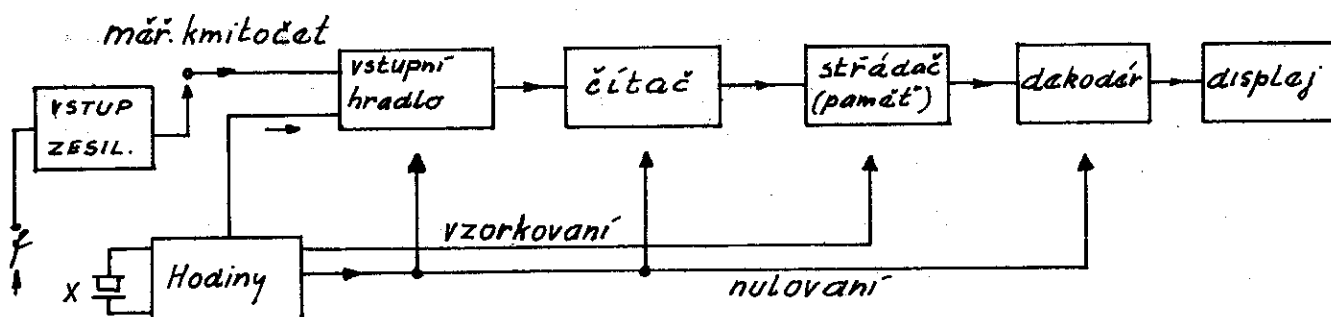 měř. kmitočet
VSTUP
ZESIL.
vstupní
hradlo
čítač
střádač
(paměť)
dekodér
displej
f
X
Hodiny
vzorkovaní
nulovaní